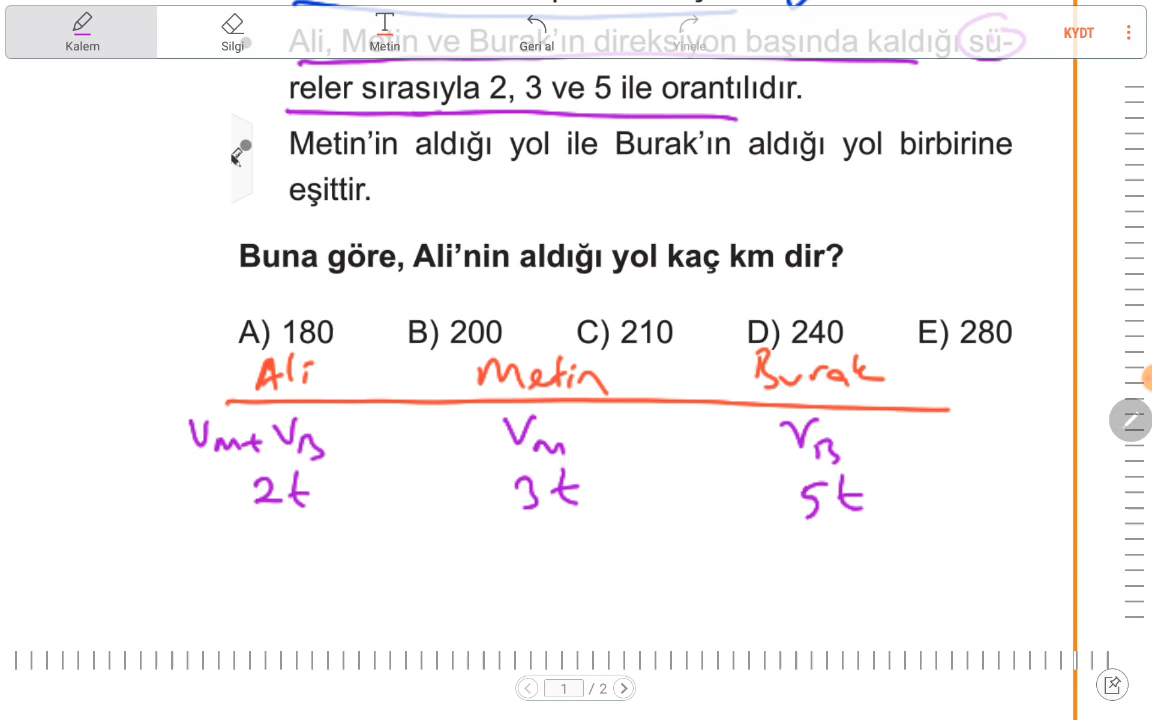 Kalem Silgi Metin Geri al Yinele KYDT
Ali, Metin ve Burak'ın direksiyon başında kaldığı sü-
reler sırasıyla 2, 3 ve 5 ile orantılıdır.
Metin'in aldığı yol ile Burak'ın aldığı yol birbirine
eşittir.
Buna göre, Ali'nin aldığı yol kaç km dir?
A) 180 B) 200 C) 210 D) 240 E) 280
Ali Metin Burak
VM+VB VM VB
2t 3t 5t
1 / 2